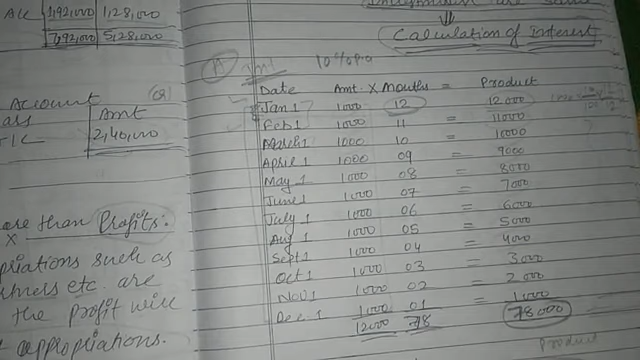 A/c 1,92,000 1,28,000
7,92,000 5,28,000
Account (cr)
Amt
2,40,000
are than Profits:
X
priations such as
etc. are
the profit will
appropriations.
Calculation of Interest
Amt 10% p.a
Date Amt. X Months = Product
Jan 1 1000 12 12000
Feb 1 1000 11 = 11000
March 1 1000 10 = 10000
April 1 1000 09 = 9000
May 1 1000 08 = 8000
June 1 1000 07 = 7000
July 1 1000 06 = 6000
Aug 1 1000 05 = 5000
Sept 1 1000 04 = 4000
Oct 1 1000 03 = 3000
Nov 1 1000 02 = 2000
Dec. 1 1000 01 = 1000
12000 78 78000
Product